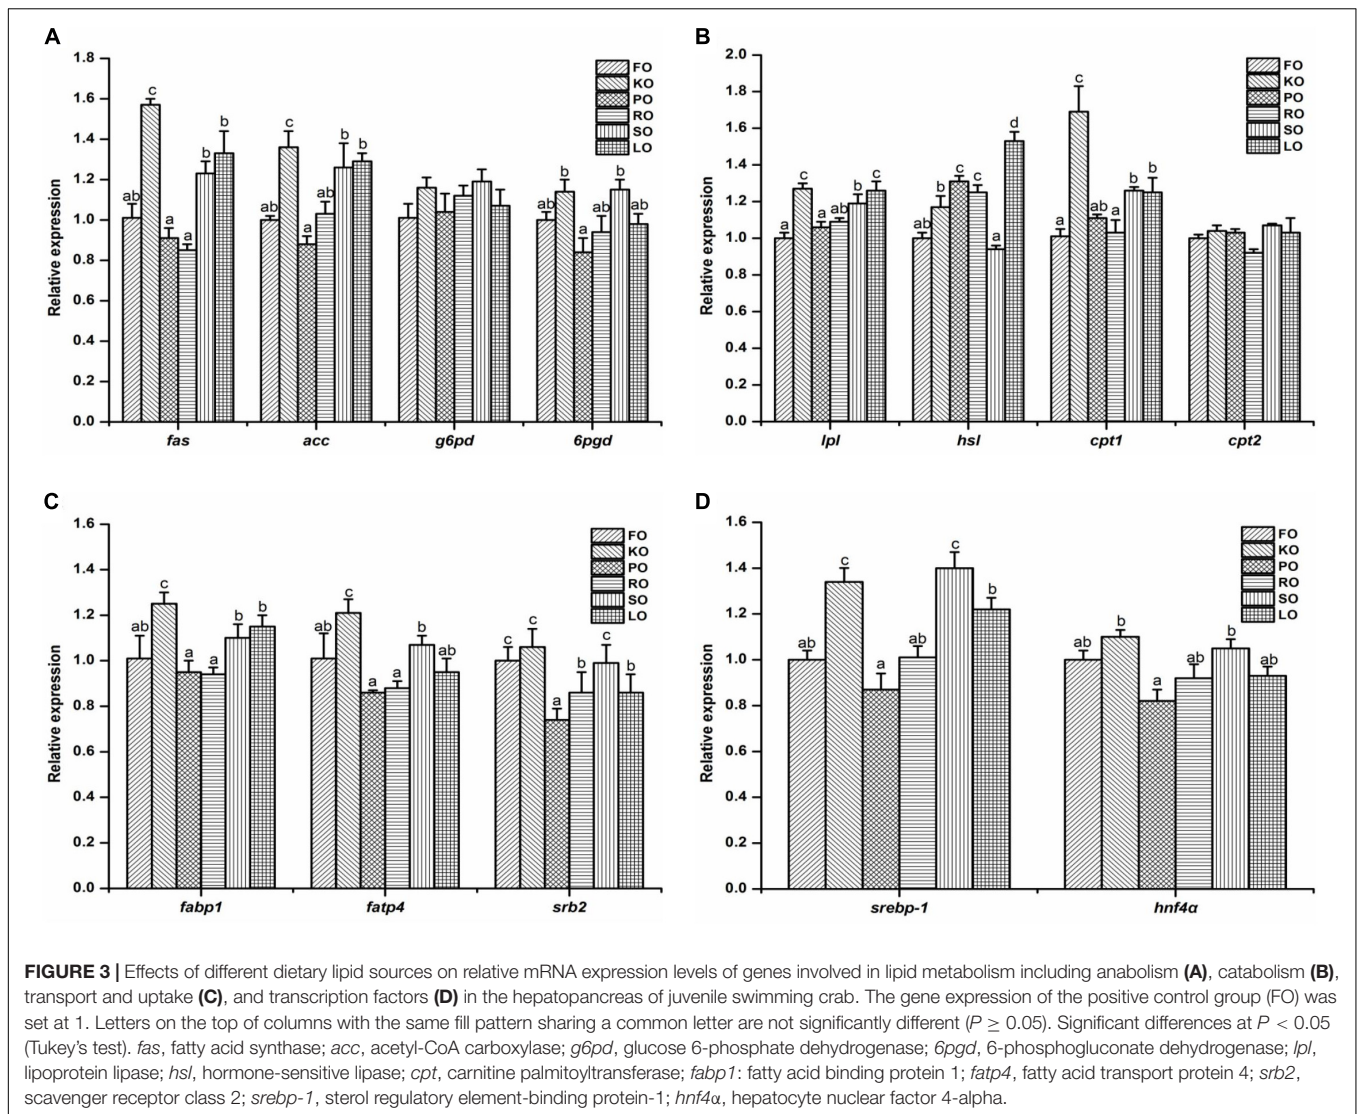 A
1.8
1.6
1.4
1.2
1.0
0.8
0.6
0.4
0.2
0.0
Relative expression
FO
KO
PO
RO
SO
LO
ab c a a b b
ab c a ab b b
ab b a ab b ab
fas acc g6pd 6pgd
B
2.0
1.8
1.6
1.4
1.2
1.0
0.8
0.6
0.4
0.2
0.0
Relative expression
FO
KO
PO
RO
SO
LO
a c a ab b c
ab b c c a d
a c ab a b b
lpl hsl cpt1 cpt2
C
1.6
1.4
1.2
1.0
0.8
0.6
0.4
0.2
0.0
Relative expression
FO
KO
PO
RO
SO
LO
ab c a a b b
ab c a a b ab
c c a b c b
fabp1 fatp4 srb2
D
1.6
1.4
1.2
1.0
0.8
0.6
0.4
0.2
0.0
Relative expression
FO
KO
PO
RO
SO
LO
ab c a ab c b
ab b a ab b ab
srebp-1 hnf4α
FIGURE 3 | Effects of different dietary lipid sources on relative mRNA expression levels of genes involved in lipid metabolism including anabolism (A), catabolism (B),
transport and uptake (C), and transcription factors (D) in the hepatopancreas of juvenile swimming crab. The gene expression of the positive control group (FO) was
set at 1. Letters on the top of columns with the same fill pattern sharing a common letter are not significantly different (P ≥ 0.05). Significant differences at P < 0.05
(Tukey's test). fas, fatty acid synthase; acc, acetyl-CoA carboxylase; g6pd, glucose 6-phosphate dehydrogenase; 6pgd, 6-phosphogluconate dehydrogenase; lpl,
lipoprotein lipase; hsl, hormone-sensitive lipase; cpt, carnitine palmitoyltransferase; fabp1: fatty acid binding protein 1; fatp4, fatty acid transport protein 4; srb2,
scavenger receptor class 2; srebp-1, sterol regulatory element-binding protein-1; hnf4α, hepatocyte nuclear factor 4-alpha.